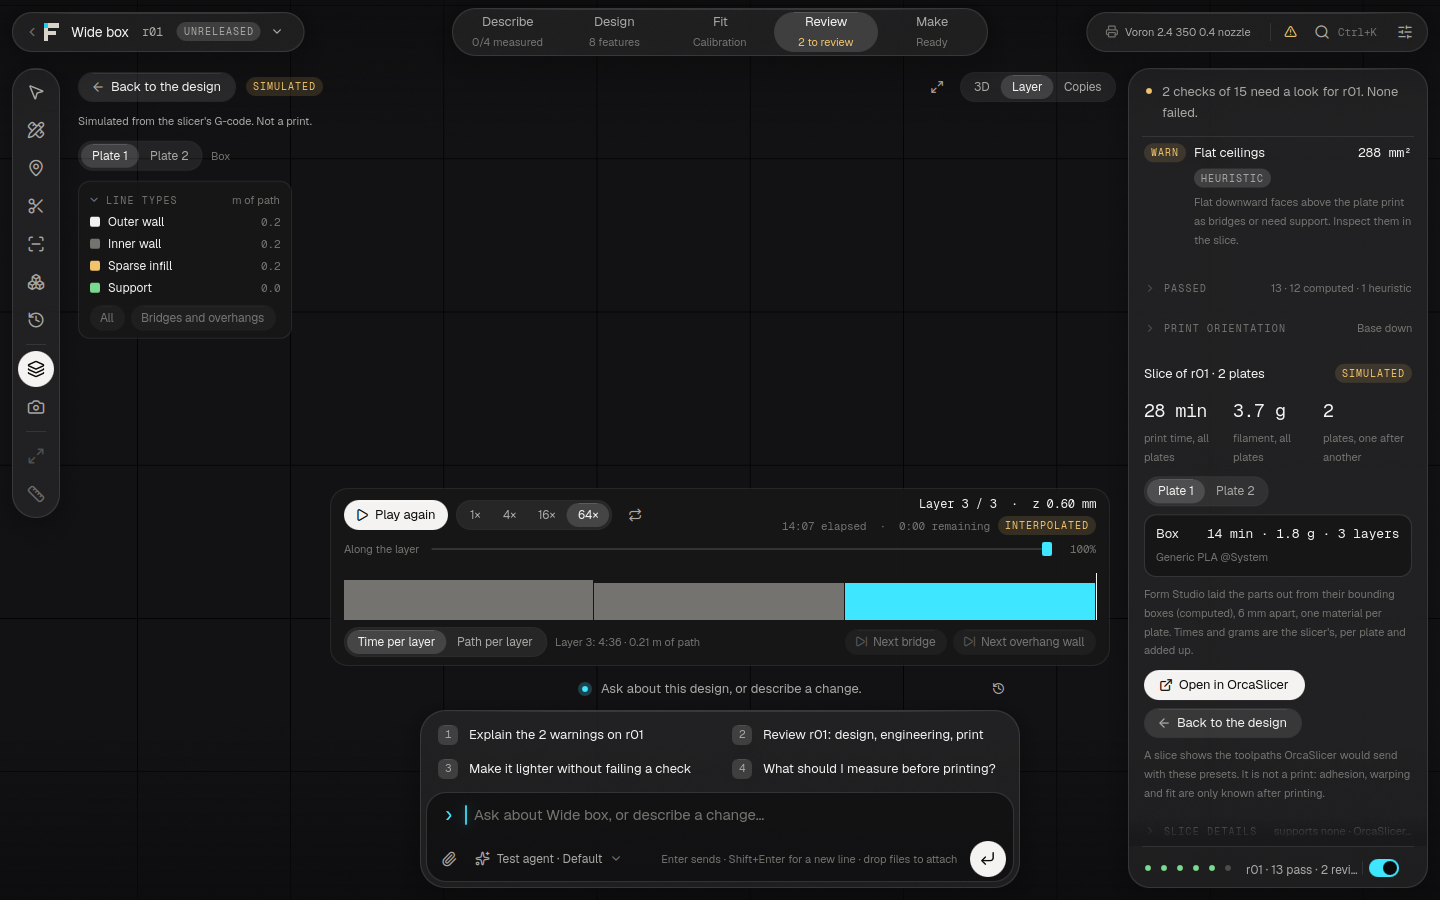 Wide box r01 UNRELEASED
Describe
0/4 measured
Design
8 features
Fit
Calibration
Review
2 to review
Make
Ready
Voron 2.4 350 0.4 nozzle
Ctrl+K
Back to the design
SIMULATED
Simulated from the slicer's G-code. Not a print.
Plate 1 Plate 2 Box
LINE TYPES m of path
Outer wall 0.2
Inner wall 0.2
Sparse infill 0.2
Support 0.0
All Bridges and overhangs
3D Layer Copies
Play again 1× 4× 16× 64×
Layer 3 / 3 · z 0.60 mm
14:07 elapsed · 0:00 remaining INTERPOLATED
Along the layer 100%
Time per layer Path per layer Layer 3: 4:36 · 0.21 m of path
Next bridge Next overhang wall
Ask about this design, or describe a change.
1 Explain the 2 warnings on r01
2 Review r01: design, engineering, print
3 Make it lighter without failing a check
4 What should I measure before printing?
Ask about Wide box, or describe a change...
Test agent · Default
Enter sends · Shift+Enter for a new line · drop files to attach
2 checks of 15 need a look for r01. None
failed.
WARN Flat ceilings 288 mm²
HEURISTIC
Flat downward faces above the plate print
as bridges or need support. Inspect them in
the slice.
PASSED 13 · 12 computed · 1 heuristic
PRINT ORIENTATION Base down
Slice of r01 · 2 plates SIMULATED
28 min 3.7 g 2
print time, all filament, all plates, one after
plates plates another
Plate 1 Plate 2
Box 14 min · 1.8 g · 3 layers
Generic PLA @System
Form Studio laid the parts out from their bounding
boxes (computed), 6 mm apart, one material per
plate. Times and grams are the slicer's, per plate and
added up.
Open in OrcaSlicer
Back to the design
A slice shows the toolpaths OrcaSlicer would send
with these presets. It is not a print: adhesion, warping
and fit are only known after printing.
SLICE DETAILS supports none · OrcaSlicer...
r01 · 13 pass · 2 revi...